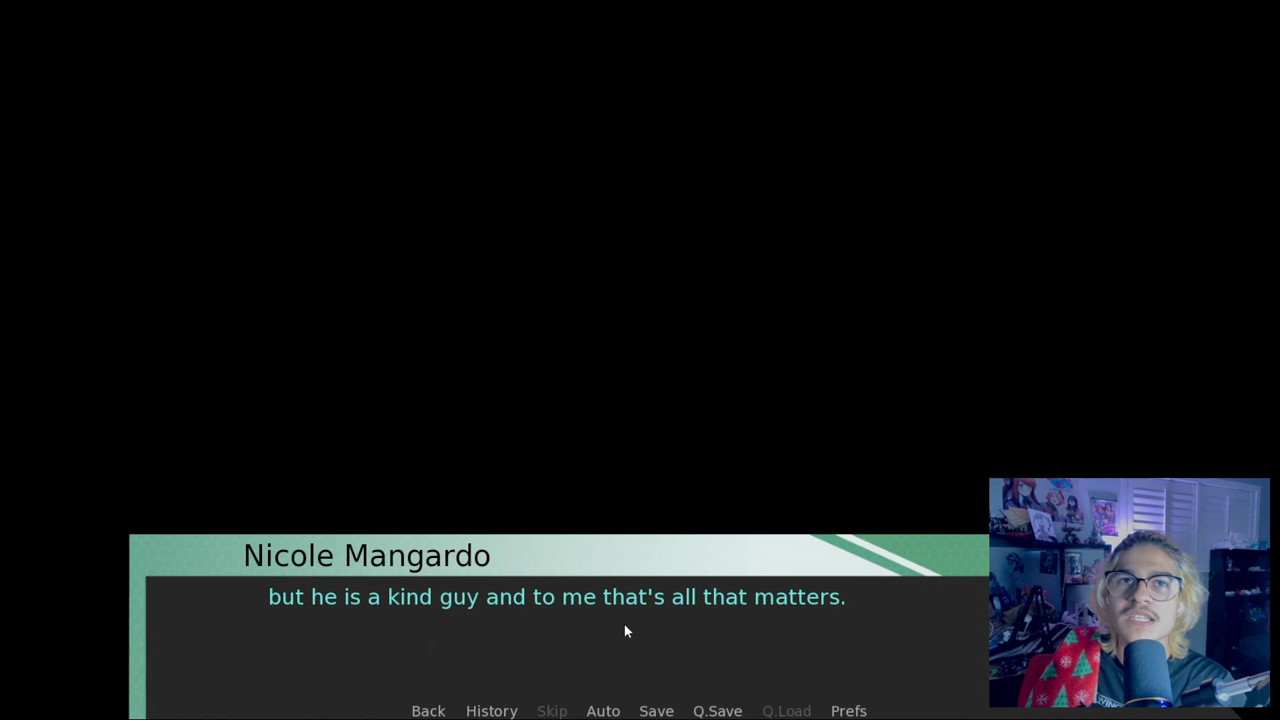 Nicole Mangardo
but he is a kind guy and to me that's all that matters.
Back History Skip Auto Save Q.Save Q.Load Prefs